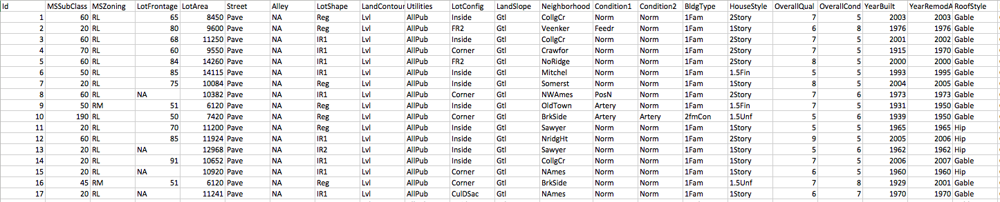 Id MSSubClass MSZoning LotFrontage LotArea Street Alley LotShape LandContour Utilities LotConfig LandSlope Neighborhood Condition1 Condition2 BldgType HouseStyle OverallQual OverallCond YearBuilt YearRemodA RoofStyle
1 60 RL 65 8450 Pave NA Reg Lvl AllPub Inside Gtl CollgCr Norm Norm 1Fam 2Story 7 5 2003 2003 Gable
2 20 RL 80 9600 Pave NA Reg Lvl AllPub FR2 Gtl Veenker Feedr Norm 1Fam 1Story 6 8 1976 1976 Gable
3 60 RL 68 11250 Pave NA IR1 Lvl AllPub Inside Gtl CollgCr Norm Norm 1Fam 2Story 7 5 2001 2002 Gable
4 70 RL 60 9550 Pave NA IR1 Lvl AllPub Corner Gtl Crawfor Norm Norm 1Fam 2Story 7 5 1915 1970 Gable
5 60 RL 84 14260 Pave NA IR1 Lvl AllPub FR2 Gtl NoRidge Norm Norm 1Fam 2Story 8 5 2000 2000 Gable
6 50 RL 85 14115 Pave NA IR1 Lvl AllPub Inside Gtl Mitchel Norm Norm 1Fam 1.5Fin 5 5 1993 1995 Gable
7 20 RL 75 10084 Pave NA Reg Lvl AllPub Inside Gtl Somerst Norm Norm 1Fam 1Story 8 5 2004 2005 Gable
8 60 RL NA 10382 Pave NA IR1 Lvl AllPub Corner Gtl NWAmes PosN Norm 1Fam 2Story 7 6 1973 1973 Gable
9 50 RM 51 6120 Pave NA Reg Lvl AllPub Inside Gtl OldTown Artery Norm 1Fam 1.5Fin 7 5 1931 1950 Gable
10 190 RL 50 7420 Pave NA Reg Lvl AllPub Corner Gtl BrkSide Artery Artery 2fmCon 1.5Unf 5 6 1939 1950 Gable
11 20 RL 70 11200 Pave NA Reg Lvl AllPub Inside Gtl Sawyer Norm Norm 1Fam 1Story 5 5 1965 1965 Hip
12 60 RL 85 11924 Pave NA IR1 Lvl AllPub Inside Gtl NridgHt Norm Norm 1Fam 2Story 9 5 2005 2006 Hip
13 20 RL NA 12968 Pave NA IR2 Lvl AllPub Inside Gtl Sawyer Norm Norm 1Fam 1Story 5 6 1962 1962 Hip
14 20 RL 91 10652 Pave NA IR1 Lvl AllPub Inside Gtl CollgCr Norm Norm 1Fam 1Story 7 5 2006 2007 Gable
15 20 RL NA 10920 Pave NA IR1 Lvl AllPub Corner Gtl NAmes Norm Norm 1Fam 1Story 6 5 1960 1960 Hip
16 45 RM 51 6120 Pave NA Reg Lvl AllPub Corner Gtl BrkSide Norm Norm 1Fam 1.5Unf 7 8 1929 2001 Gable
17 20 RL NA 11241 Pave NA IR1 Lvl AllPub CulDSac Gtl NAmes Norm Norm 1Fam 1Story 6 7 1970 1970 Gable